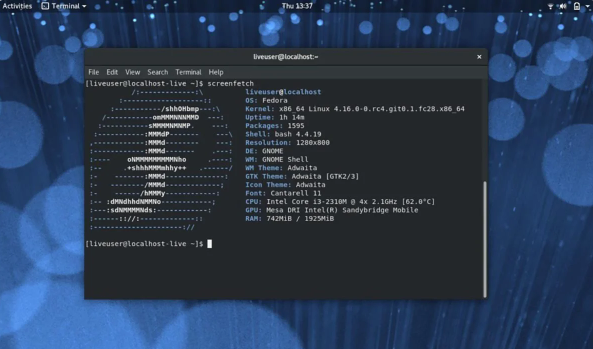 Activities Terminal Thu 13:37
liveuser@localhost:~
File Edit View Search Terminal Help
[liveuser@localhost-live ~]$ screenfetch
/:-------------:\ liveuser@localhost
:-------------------:: OS: Fedora
:-----------/shhOHbmp---:\ Kernel: x86_64 Linux 4.16.0-0.rc4.git0.1.fc28.x86_64
/-----------omMMMNNNMMD ---: Uptime: 1h 14m
:-----------sMMMMNMNMP. ---: Packages: 1595
:-----------:MMMdP------- ---\ Shell: bash 4.4.19
,------------:MMMd-------- ---: Resolution: 1280x800
:------------:MMMd------- .---: DE: GNOME
:---- oNMMMMMMMMMNho .----: WM: GNOME Shell
:-- .+shhhMMMmhhy++ .------/ WM Theme: Adwaita
:- -------:MMMd--------------: GTK Theme: Adwaita [GTK2/3]
:- --------/MMMd-------------; Icon Theme: Adwaita
:- ------/hMMMy------------: Font: Cantarell 11
:-- :dMNdhhdNMMNo------------; CPU: Intel Core i3-2310M @ 4x 2.1GHz [62.0°C]
:---:sdNMMMMNds:------------: GPU: Mesa DRI Intel(R) Sandybridge Mobile
:------:://:-------------:: RAM: 742MiB / 1925MiB
:---------------------://
[liveuser@localhost-live ~]$